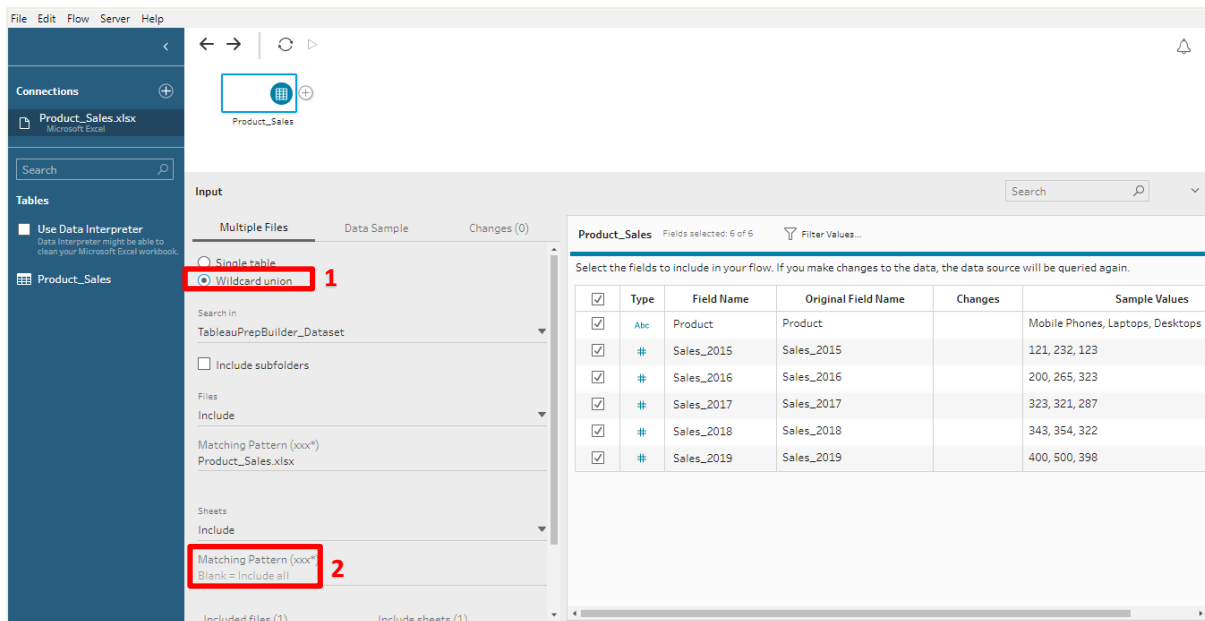 File Edit Flow Server Help
Connections
Product_Sales.xlsx
Microsoft Excel
Search
Tables
Use Data Interpreter
Data Interpreter might be able to
clean your Microsoft Excel workbook.
Product_Sales
Product_Sales
Input
Search
Multiple Files Data Sample Changes (0)
Single table
Wildcard union
1
Search in
TableauPrepBuilder_Dataset
Include subfolders
Files
Include
Matching Pattern (xxx*)
Product_Sales.xlsx
Sheets
Include
Matching Pattern (xxx*)
Blank = Include all
2
Included files (1) Include sheets (1)
Product_Sales Fields selected: 6 of 6 Filter Values...
Select the fields to include in your flow. If you make changes to the data, the data source will be queried again.
Type Field Name Original Field Name Changes Sample Values
Abc Product Product Mobile Phones, Laptops, Desktops
# Sales_2015 Sales_2015 121, 232, 123
# Sales_2016 Sales_2016 200, 265, 323
# Sales_2017 Sales_2017 323, 321, 287
# Sales_2018 Sales_2018 343, 354, 322
# Sales_2019 Sales_2019 400, 500, 398